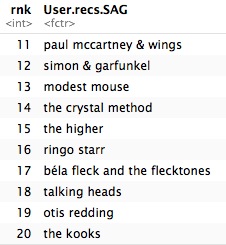 rnk User.recs.SAG
<int> <fctr>
11 paul mccartney & wings
12 simon & garfunkel
13 modest mouse
14 the crystal method
15 the higher
16 ringo starr
17 béla fleck and the flecktones
18 talking heads
19 otis redding
20 the kooks